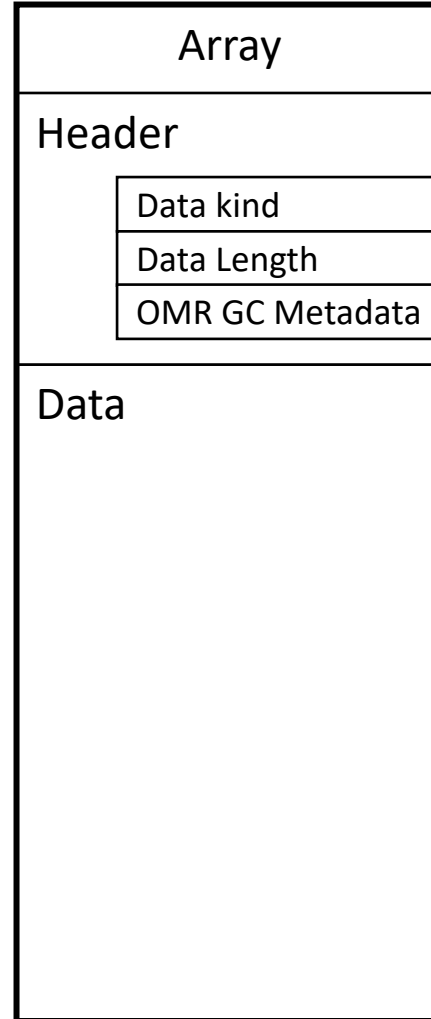 Array
Header
Data kind
Data Length
OMR GC Metadata
Data